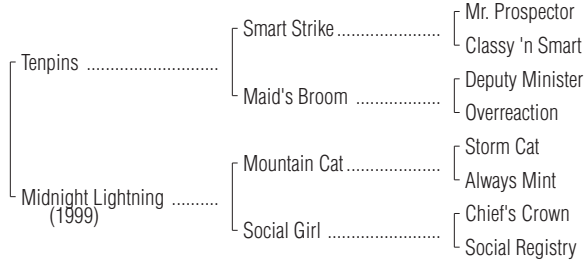 Mr. Prospector
Smart Strike ........................
Classy 'n Smart
Tenpins .............................
Deputy Minister
Maid's Broom ...................
Overreaction
Storm Cat
Mountain Cat ......................
Always Mint
Midnight Lightning ..........
(1999)
Chief's Crown
Social Girl ........................
Social Registry